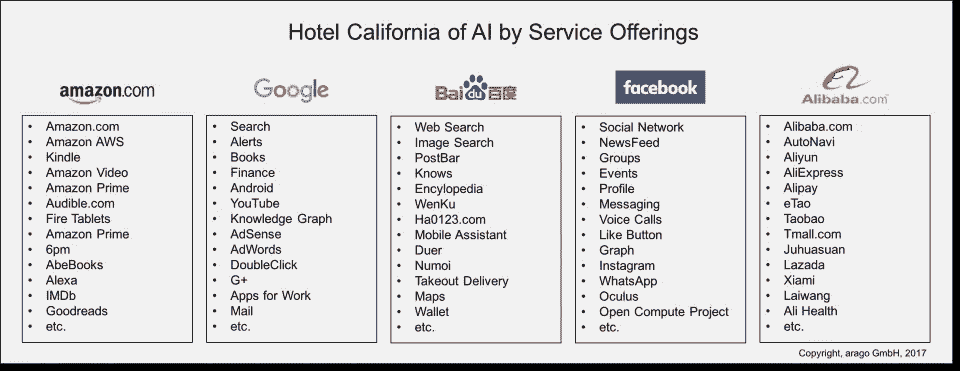 Hotel California of AI by Service Offerings
amazon.com
• Amazon.com
• Amazon AWS
• Kindle
• Amazon Video
• Amazon Prime
• Audible.com
• Fire Tablets
• Amazon Prime
• 6pm
• AbeBooks
• Alexa
• IMDb
• Goodreads
• etc.
Google
• Search
• Alerts
• Books
• Finance
• Android
• YouTube
• Knowledge Graph
• AdSense
• AdWords
• DoubleClick
• G+
• Apps for Work
• Mail
• etc.
Baidu百度
• Web Search
• Image Search
• PostBar
• Knows
• Encylopedia
• WenKu
• Ha0123.com
• Mobile Assistant
• Duer
• Numoi
• Takeout Delivery
• Maps
• Wallet
• etc.
facebook
• Social Network
• NewsFeed
• Groups
• Events
• Profile
• Messaging
• Voice Calls
• Like Button
• Graph
• Instagram
• WhatsApp
• Oculus
• Open Compute Project
• etc.
Alibaba.com
• Alibaba.com
• AutoNavi
• Aliyun
• AliExpress
• Alipay
• eTao
• Taobao
• Tmall.com
• Juhuasuan
• Lazada
• Xiami
• Laiwang
• Ali Health
• etc.
Copyright, arago GmbH, 2017